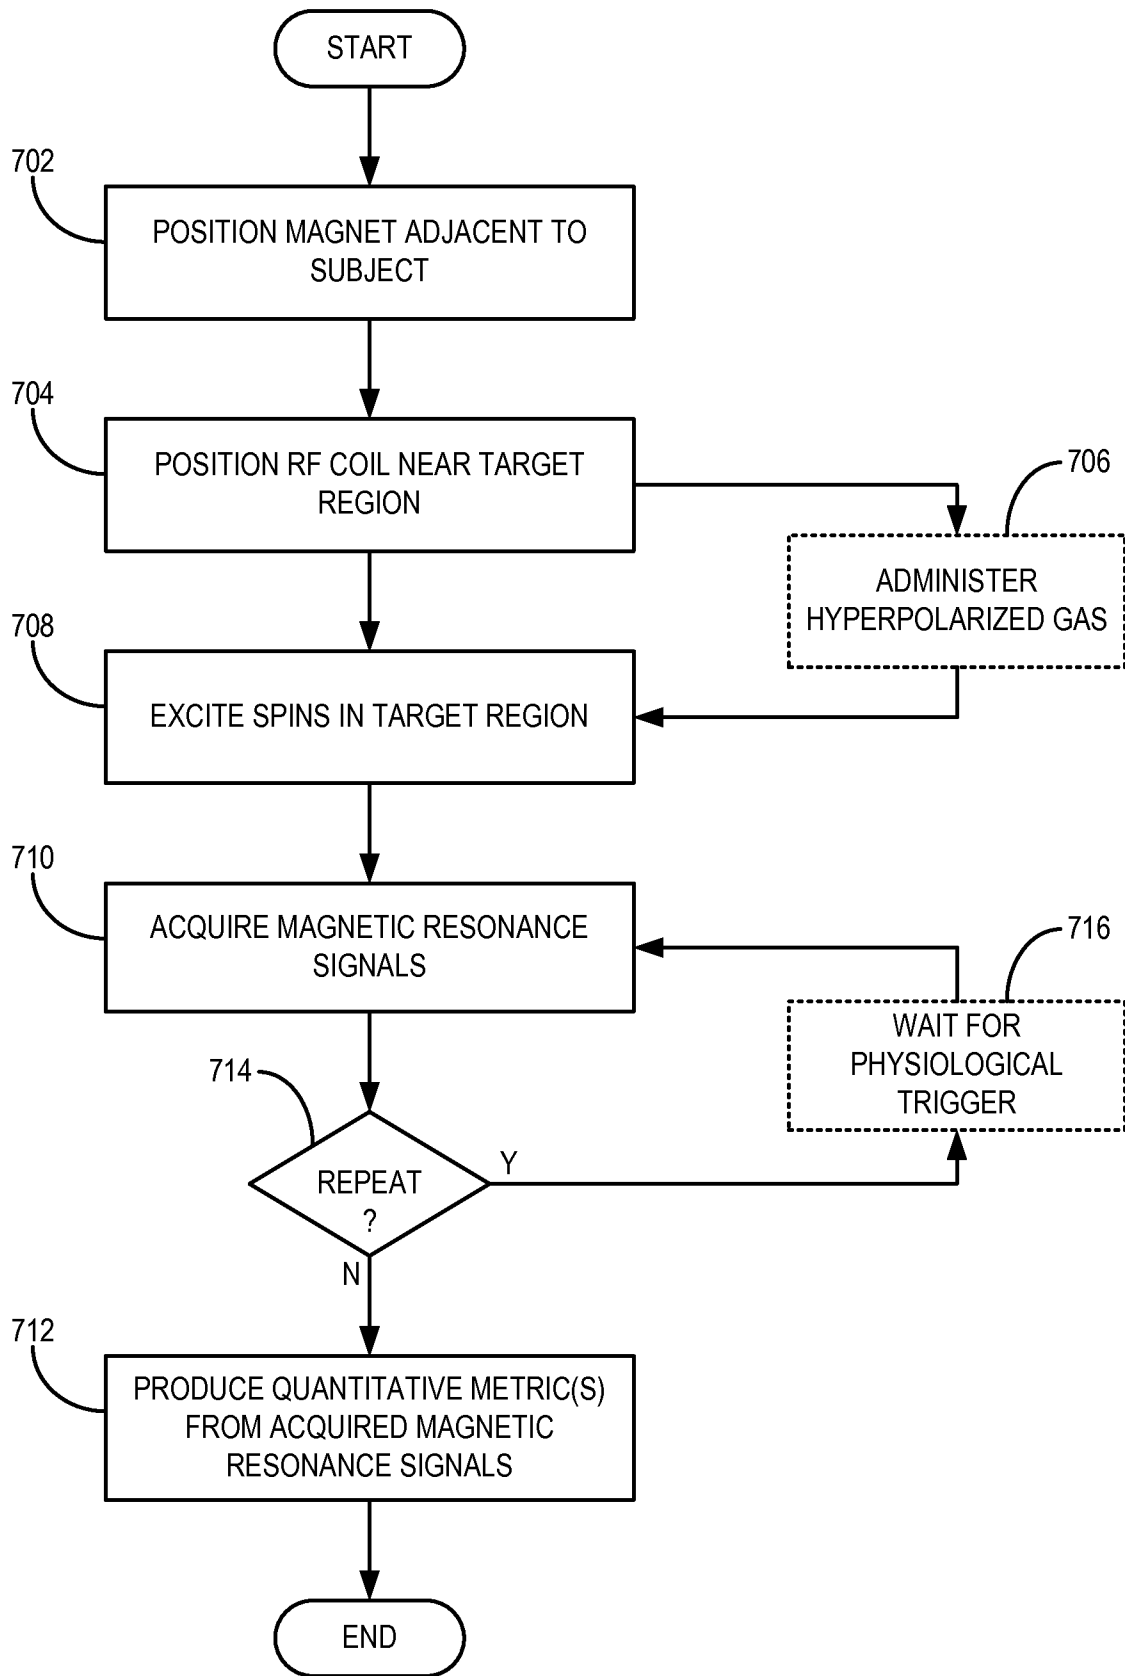 START
702
POSITION MAGNET ADJACENT TO
SUBJECT
704
POSITION RF COIL NEAR TARGET
REGION
706
ADMINISTER
HYPERPOLARIZED GAS
708
EXCITE SPINS IN TARGET REGION
710
ACQUIRE MAGNETIC RESONANCE
SIGNALS
716
WAIT FOR
PHYSIOLOGICAL
TRIGGER
714
REPEAT
?
Y
N
712
PRODUCE QUANTITATIVE METRIC(S)
FROM ACQUIRED MAGNETIC
RESONANCE SIGNALS
END